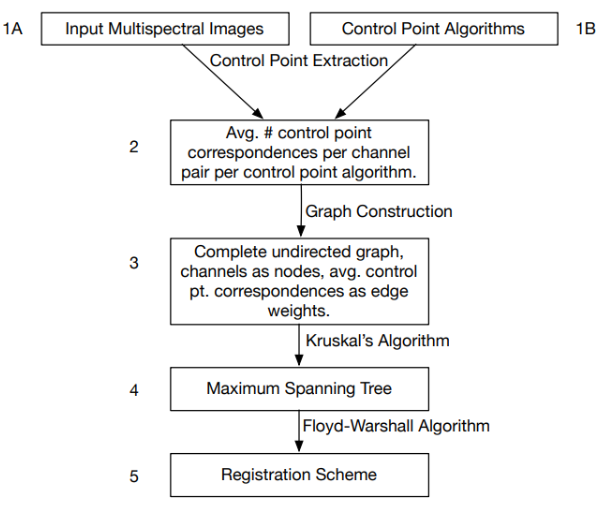 1A
Input Multispectral Images
Control Point Algorithms
1B
Control Point Extraction
2
Avg. # control point
correspondences per channel
pair per control point algorithm.
Graph Construction
3
Complete undirected graph,
channels as nodes, avg. control
pt. correspondences as edge
weights.
Kruskal's Algorithm
4
Maximum Spanning Tree
Floyd-Warshall Algorithm
5
Registration Scheme